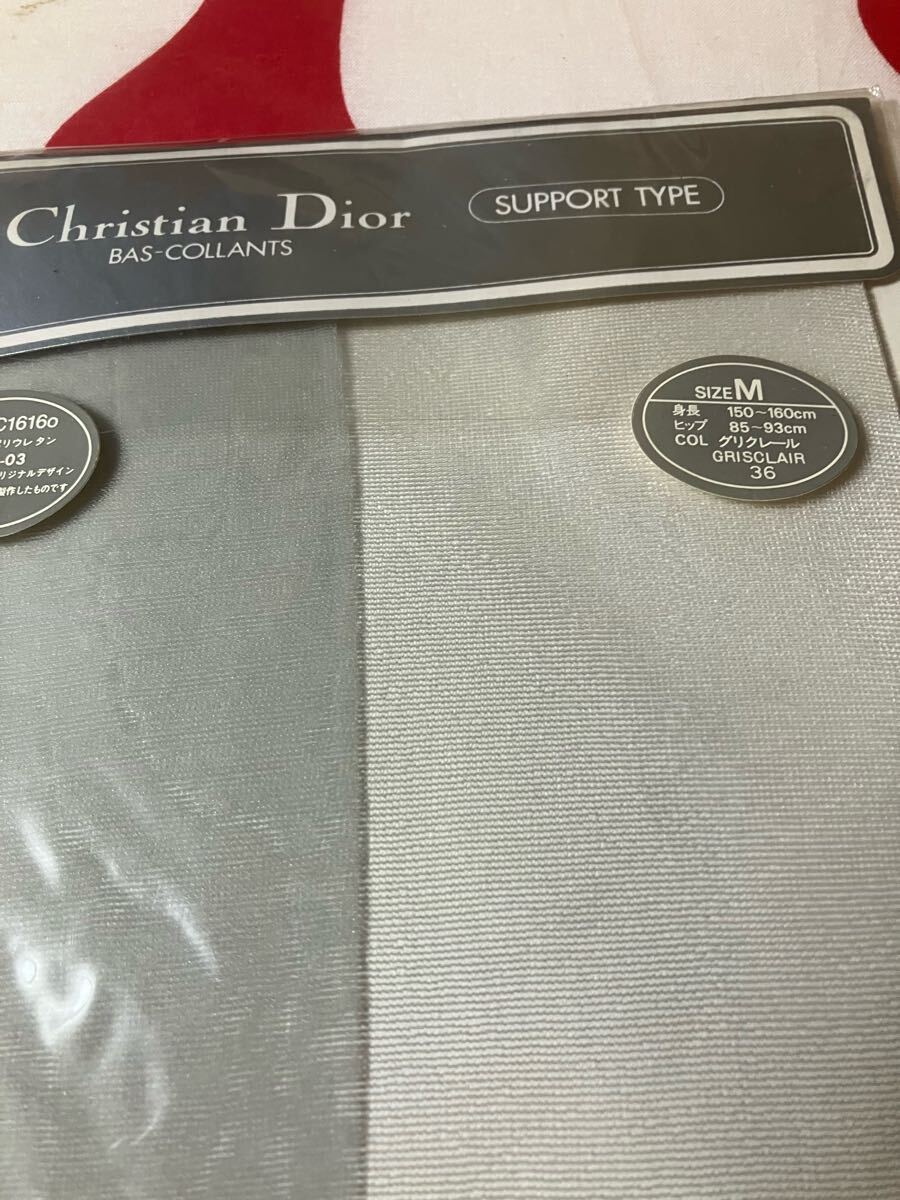 Christian Dior
BAS-COLLANTS
SUPPORT TYPE
C1616o
リウレタン
-03
リジナルデザイン
製作したものです
SIZE M
身長 150～160cm
ヒップ 85～93cm
COL グリクレール
GRISCLAIR
36